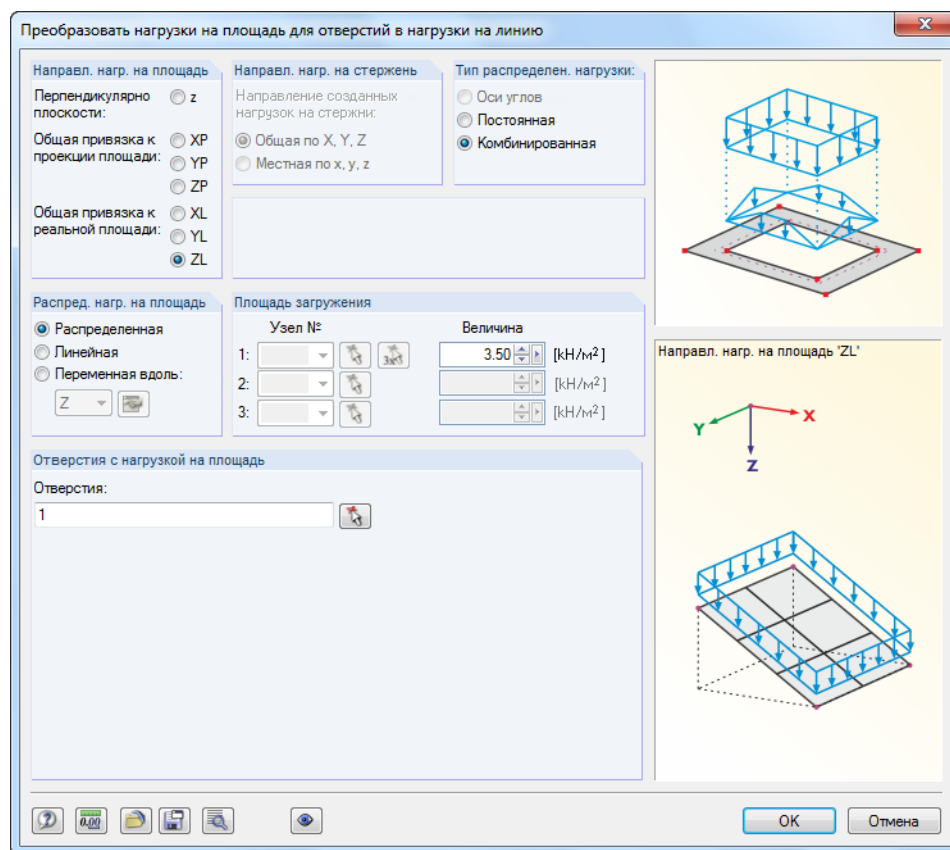 Преобразовать нагрузки на площадь для отверстий в нагрузки на линию
Направл. нагр. на площадь
Перпендикулярно плоскости:
z
Общая привязка к проекции площади:
XP
YP
ZP
Общая привязка к реальной площади:
XL
YL
ZL
Направл. нагр. на стержень
Направление созданных
нагрузок на стержни:
Общая по X, Y, Z
Местная по x, y, z
Тип распределен. нагрузки:
Оси углов
Постоянная
Комбинированная
Распред. нагр. на площадь
Распределенная
Линейная
Переменная вдоль:
Z
Площадь загружения
Узел № Величина
1: 3x 3.50 [kH/м²]
2: [kH/м²]
3: [kH/м²]
Отверстия с нагрузкой на площадь
Отверстия:
1
Направл. нагр. на площадь 'ZL'
Y
X
Z
0.00
OK
Отмена